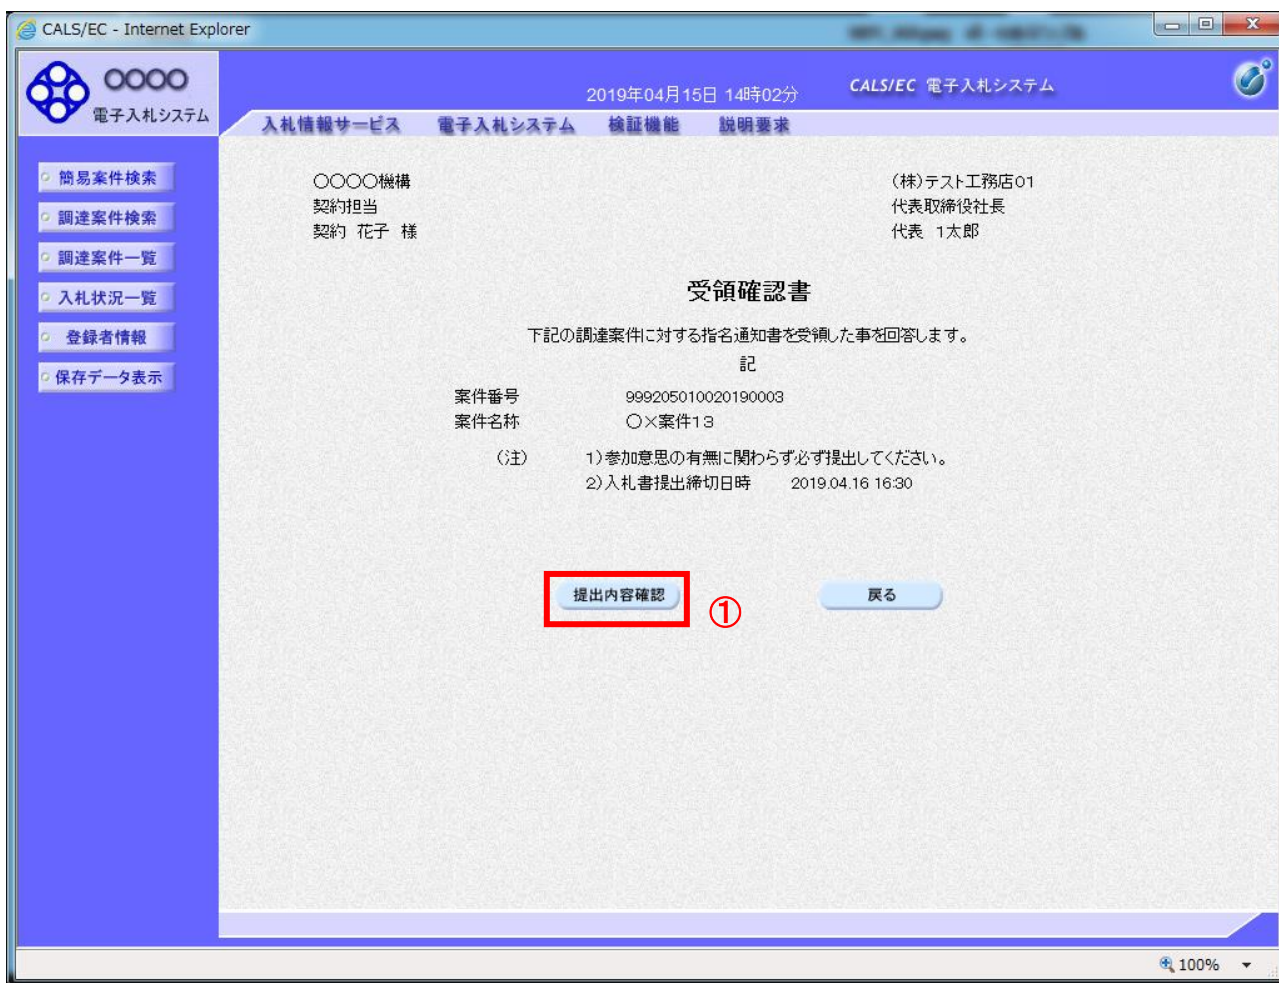 CALS/EC - Internet Explorer
〇〇〇〇
電子入札システム
2019年04月15日 14時02分
CALS/EC 電子入札システム
入札情報サービス 電子入札システム 検証機能 説明要求
簡易案件検索
調達案件検索
調達案件一覧
入札状況一覧
登録者情報
保存データ表示
〇〇〇〇機構
契約担当
契約 花子 様
(株)テスト工務店01
代表取締役社長
代表 1太郎
受領確認書
下記の調達案件に対する指名通知書を受領した事を回答します。
記
案件番号 999205010020190003
案件名称 〇×案件13
(注) 1)参加意思の有無に関わらず必ず提出してください。
2)入札書提出締切日時 2019.04.16 16:30
提出内容確認 ① 戻る
100%